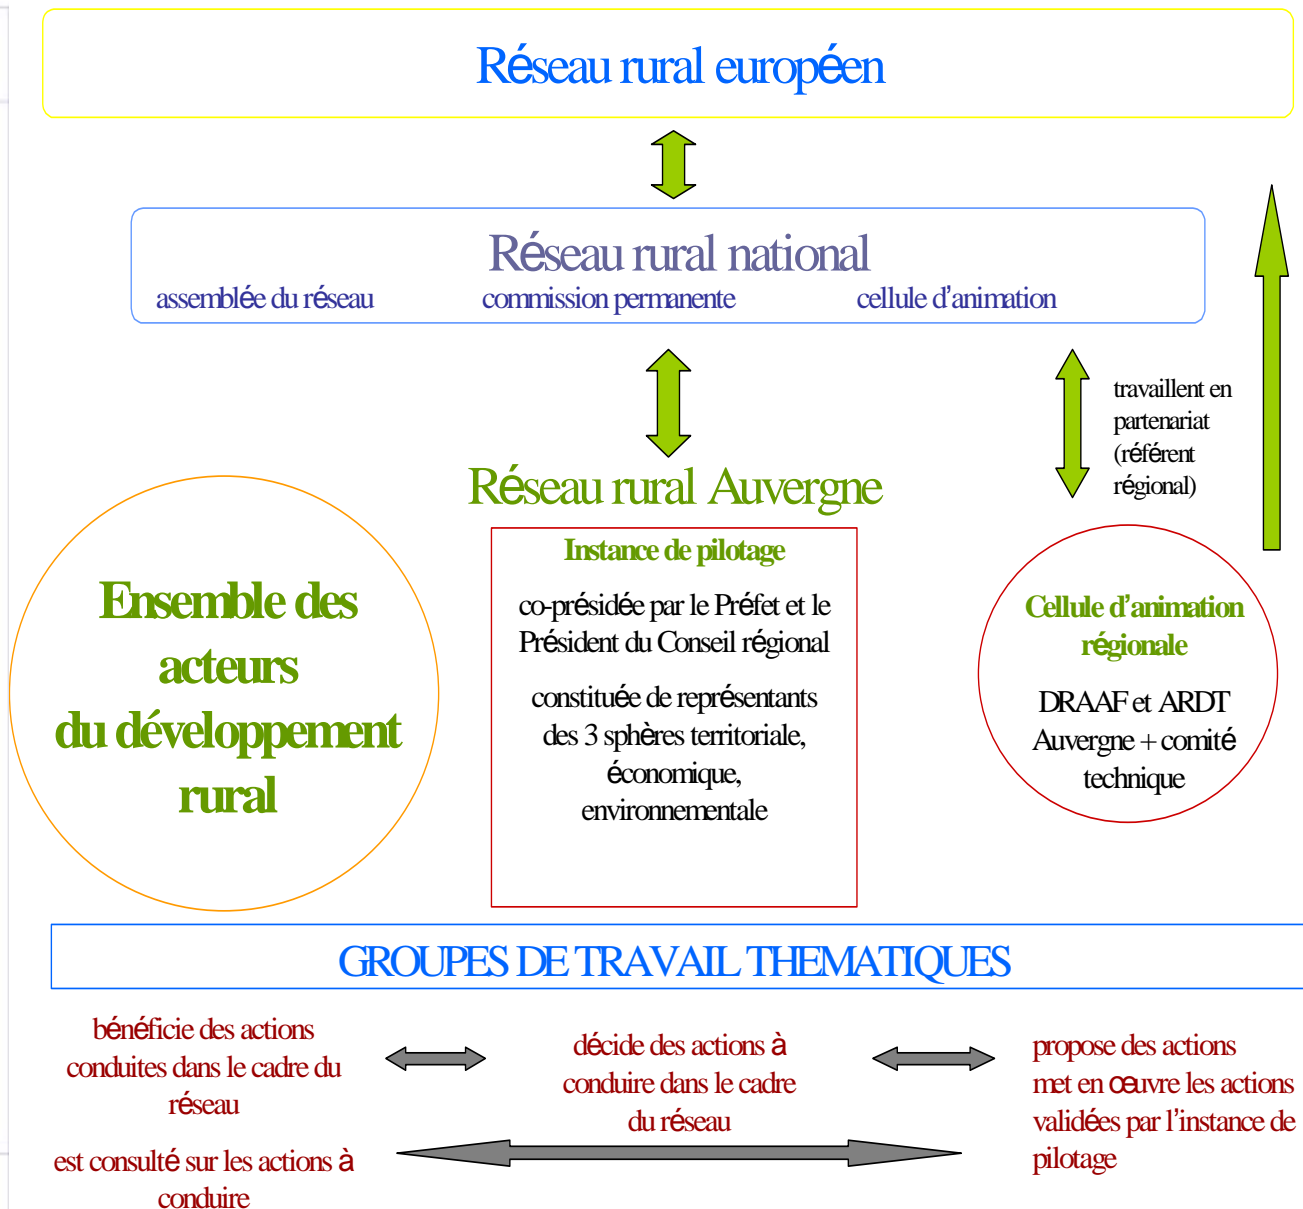 Réseau rural européen
Réseau rural national
assemblée du réseau commission permanente cellule d'animation
travaillent en
partenariat
(référent
régional)
Réseau rural Auvergne
Ensemble des
acteurs
du développement
rural
Instance de pilotage
co-présidée par le Préfet et le
Président du Conseil régional
constituée de représentants
des 3 sphères territoriale,
économique,
environnementale
Cellule d'animation
régionale
DRAAF et ARDT
Auvergne + comité
technique
GROUPES DE TRAVAIL THEMATIQUES
bénéficie des actions
conduites dans le cadre du
réseau
est consulté sur les actions à
conduire
décide des actions à
conduire dans le cadre
du réseau
propose des actions
met en œuvre les actions
validées par l'instance de
pilotage